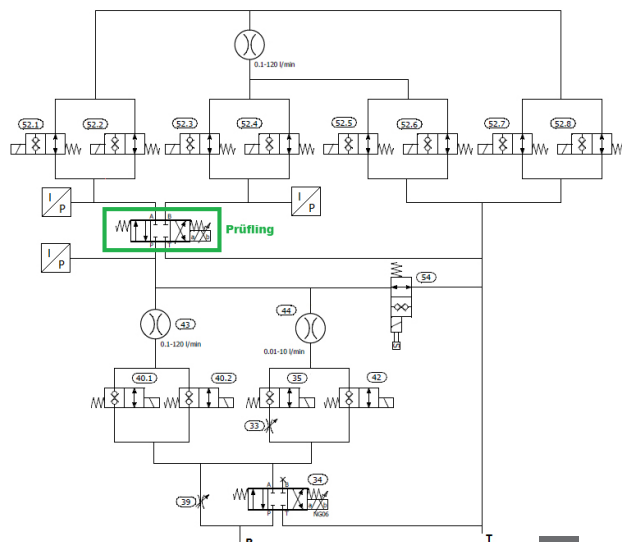 0.1-120 l/min
52.1
52.2
52.3
52.4
52.5
52.6
52.7
52.8
I
P
I
P
A B
P T
a b
Prüfling
I
P
54
S
43
0.1-120 l/min
44
0.01-10 l/min
40.1
40.2
35
42
33
39
A B
P T
a b
34
NG06
P
T